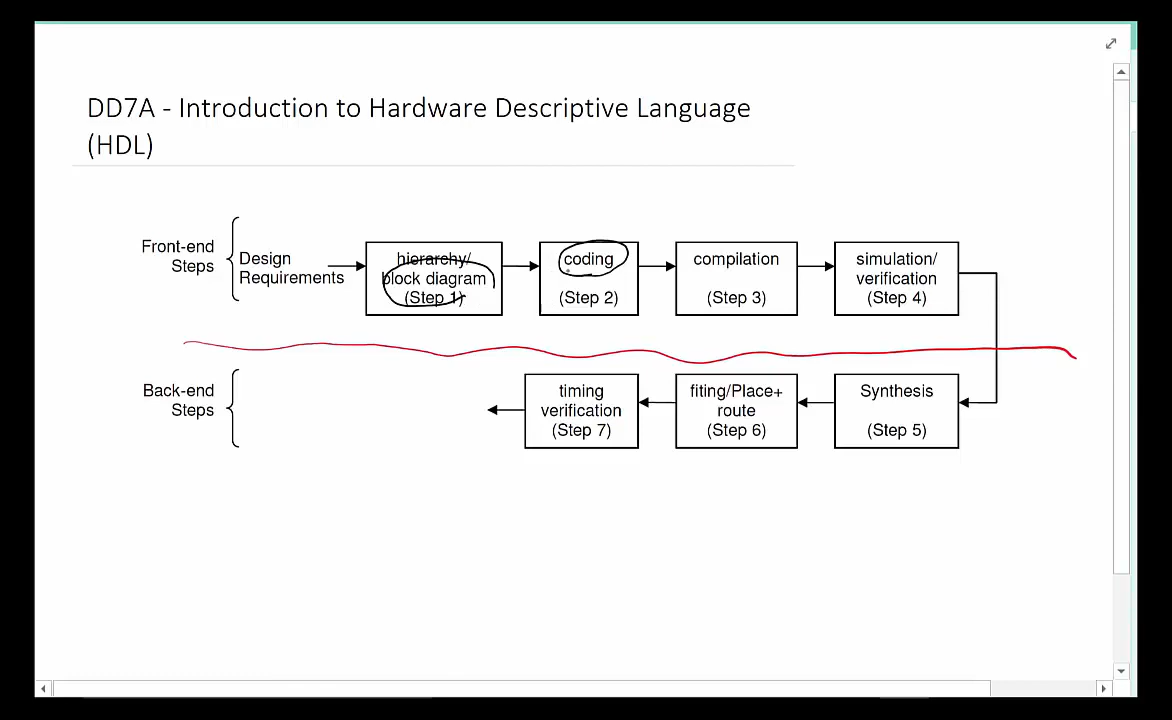 DD7A - Introduction to Hardware Descriptive Language
(HDL)
Front-end
Steps
Design
Requirements
hierarchy/
block diagram
(Step 1)
coding
(Step 2)
compilation
(Step 3)
simulation/
verification
(Step 4)
Back-end
Steps
timing
verification
(Step 7)
fiting/Place+
route
(Step 6)
Synthesis
(Step 5)